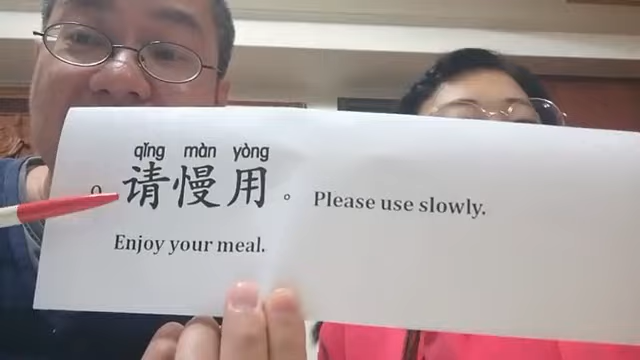 qǐng màn yòng
请慢用。 Please use slowly.
Enjoy your meal.